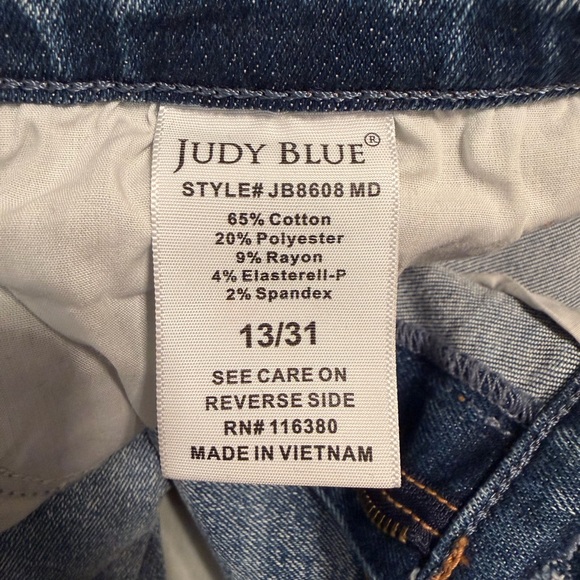 JUDY BLUE®
STYLE# JB8608 MD
65% Cotton
20% Polyester
9% Rayon
4% Elasterell-P
2% Spandex
13/31
SEE CARE ON
REVERSE SIDE
RN# 116380
MADE IN VIETNAM